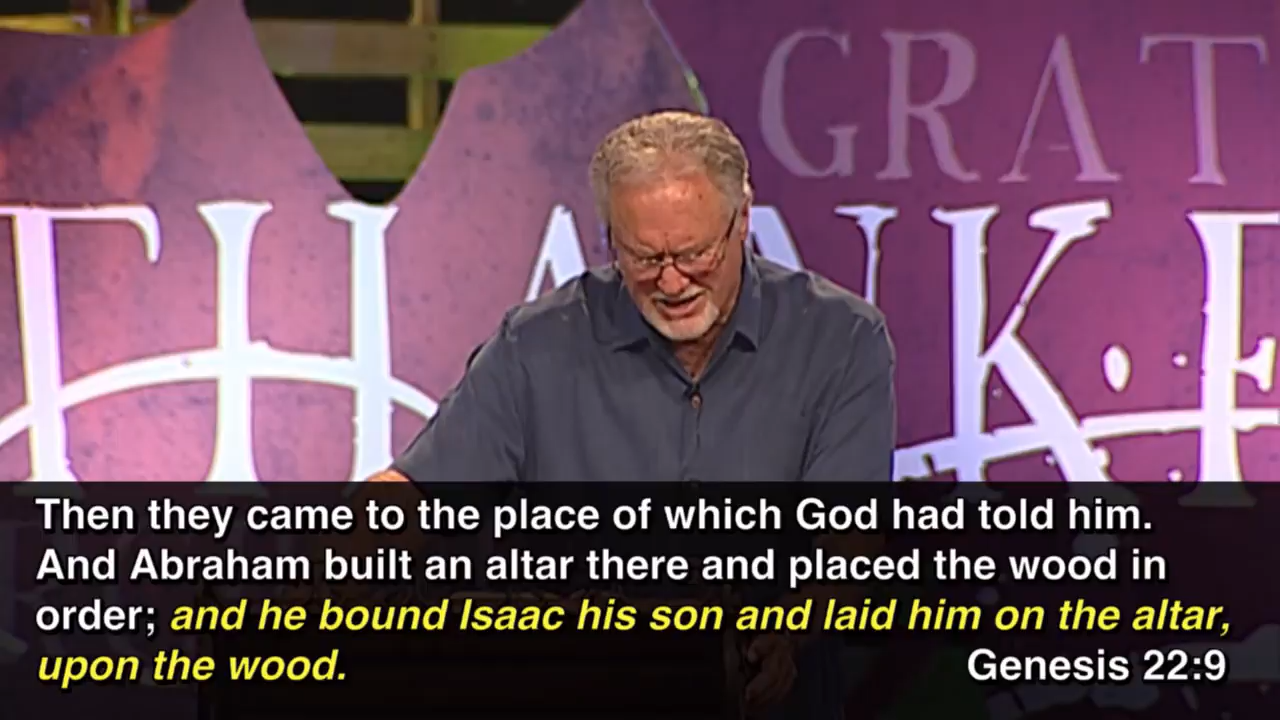 GRAT
THANKF
Then they came to the place of which God had told him.
And Abraham built an altar there and placed the wood in
order; and he bound Isaac his son and laid him on the altar,
upon the wood.
Genesis 22:9